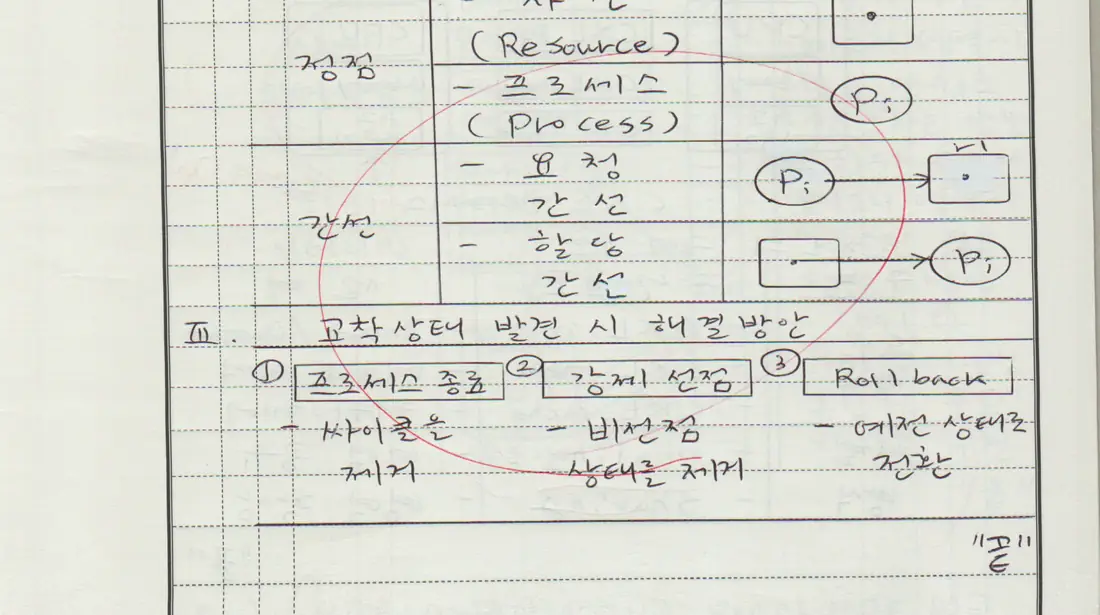 정점
(Resource)
- 프로세스
(Process)
Pi
간선
- 요청
간선
Pi
- 할당
간선
Pi
Ⅲ. 교착상태 발견 시 해결방안
① 프로세스 종료 ② 강제 선점 ③ Rollback
- 싸이클을 - 비선점 - 예전 상태로
제거 상태를 제거 전환
"끝"